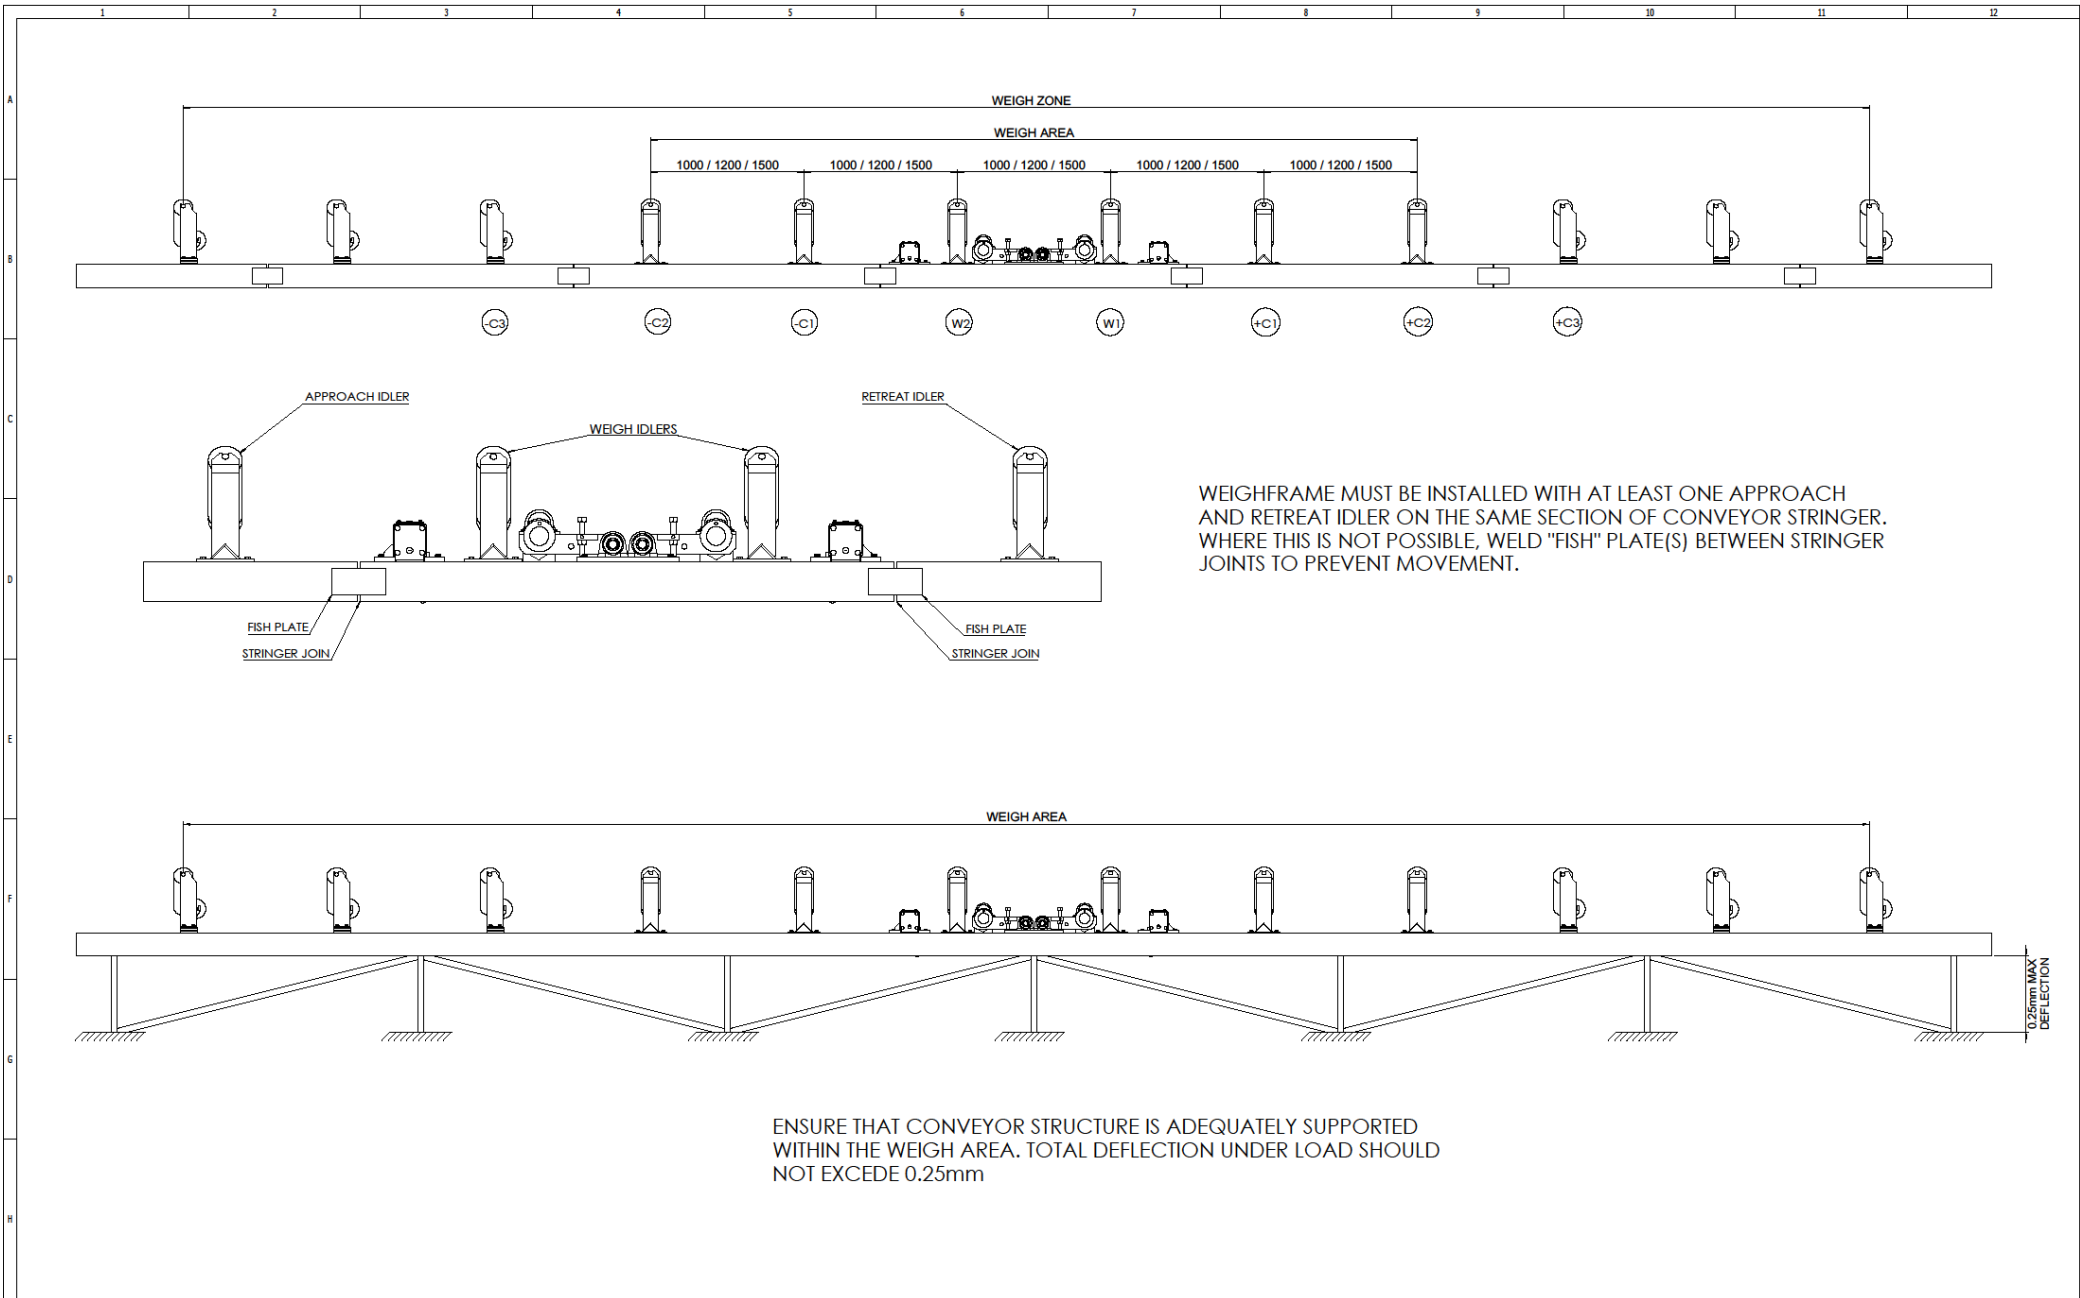 1 2 3 4 5 6 7 8 9 10 11 12
A
WEIGH ZONE
WEIGH AREA
1000 / 1200 / 1500 1000 / 1200 / 1500 1000 / 1200 / 1500 1000 / 1200 / 1500 1000 / 1200 / 1500
B
-C3 -C2 -C1 W2 W1 +C1 +C2 +C3
APPROACH IDLER
RETREAT IDLER
C
WEIGH IDLERS
WEIGHFRAME MUST BE INSTALLED WITH AT LEAST ONE APPROACH
AND RETREAT IDLER ON THE SAME SECTION OF CONVEYOR STRINGER.
WHERE THIS IS NOT POSSIBLE, WELD "FISH" PLATE(S) BETWEEN STRINGER
JOINTS TO PREVENT MOVEMENT.
D
FISH PLATE
STRINGER JOIN
FISH PLATE
STRINGER JOIN
E
WEIGH AREA
F
0.25mm MAX
DEFLECTION
G
ENSURE THAT CONVEYOR STRUCTURE IS ADEQUATELY SUPPORTED
WITHIN THE WEIGH AREA. TOTAL DEFLECTION UNDER LOAD SHOULD
NOT EXCEDE 0.25mm
H